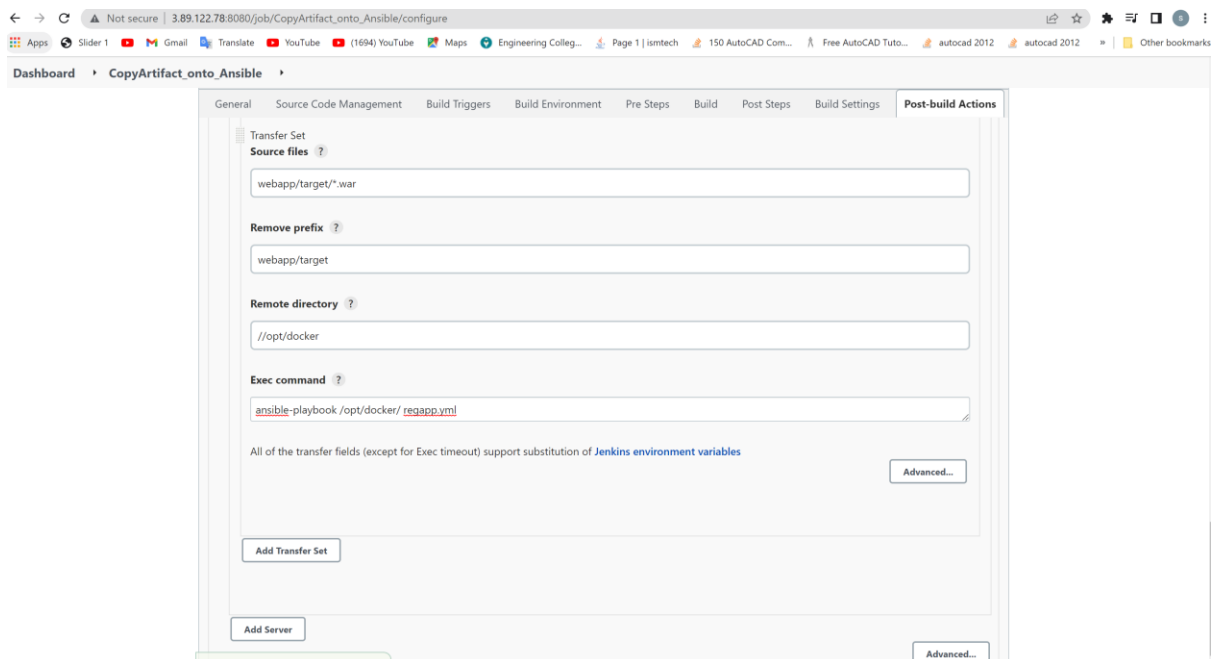 Not secure | 3.89.122.78:8080/job/CopyArtifact_onto_Ansible/configure
Apps Slider 1 Gmail Translate YouTube (1694) YouTube Maps Engineering Colleg... Page 1 | ismtech 150 AutoCAD Com... Free AutoCAD Tuto... autocad 2012 autocad 2012 » Other bookmarks
Dashboard CopyArtifact_onto_Ansible
General Source Code Management Build Triggers Build Environment Pre Steps Build Post Steps Build Settings Post-build Actions
Transfer Set
Source files ?
webapp/target/*.war
Remove prefix ?
webapp/target
Remote directory ?
//opt/docker
Exec command ?
ansible-playbook /opt/docker/ regapp.yml
All of the transfer fields (except for Exec timeout) support substitution of Jenkins environment variables
Advanced...
Add Transfer Set
Add Server
Advanced...